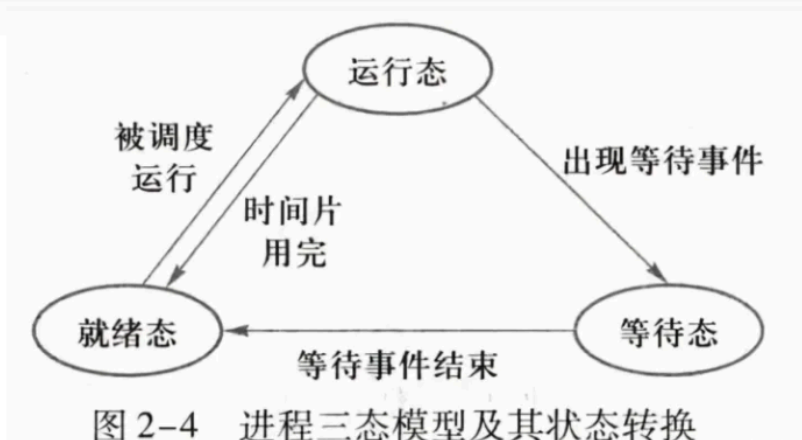 运行态
被调度
运行
出现等待事件
时间片
用完
就绪态
等待态
等待事件结束
图2-4 进程三态模型及其状态转换